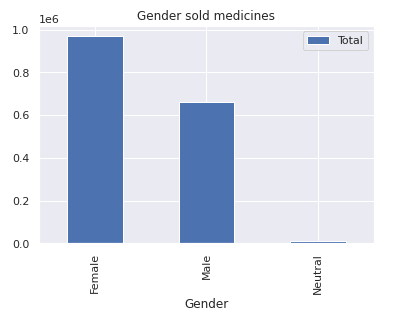 Gender sold medicines
1e6
Total
1.0
0.8
0.6
0.4
0.2
0.0
Female
Male
Neutral
Gender